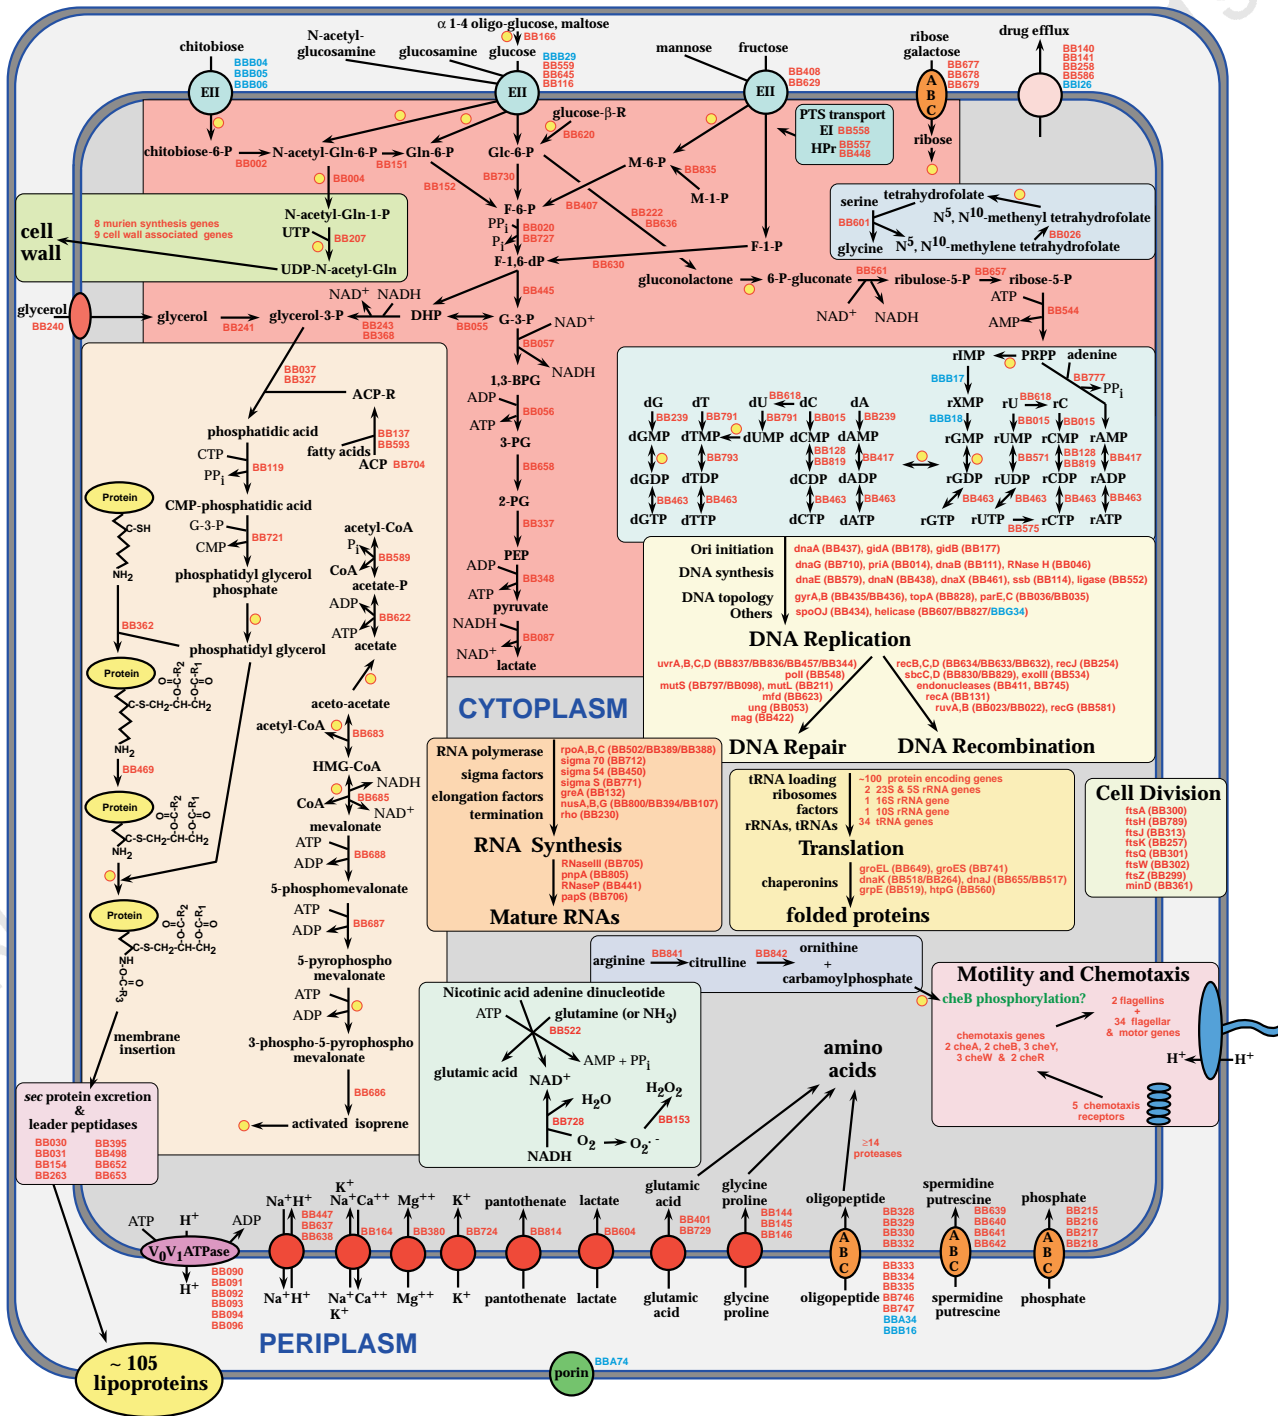 α 1-4 oligo-glucose, maltose
BB166
chitobiose
BBB04
BBB05
BBB06
EII
N-acetyl-
glucosamine
glucosamine
glucose
BBB29
BB559
BB645
BB116
EII
mannose
fructose
BB408
BB629
EII
ribose
galactose
BB677
BB678
BB679
A
B
C
drug efflux
BB140
BB141
BB258
BB586
BBI26
glucose-β-R
BB620
PTS transport
EI BB558
HPr BB557
BB448
ribose
chitobiose-6-P
BB002
N-acetyl-Gln-6-P
BB151
Gln-6-P
Glc-6-P
BB004
BB152
BB730
M-6-P
BB835
M-1-P
BB407
BB222
BB636
F-6-P
PPi
BB020
Pi
BB727
F-1,6-dP
BB630
F-1-P
serine
tetrahydrofolate
BB601
N5, N10-methenyl tetrahydrofolate
BB026
glycine
N5, N10-methylene tetrahydrofolate
cell
wall
8 murien synthesis genes
9 cell wall associated genes
N-acetyl-Gln-1-P
UTP
BB207
UDP-N-acetyl-Gln
gluconolactone
6-P-gluconate
BB561
ribulose-5-P
BB657
ribose-5-P
NAD+
NADH
ATP
BB544
AMP
glycerol
BB240
glycerol
BB241
glycerol-3-P
NAD+
NADH
BB243
BB368
DHP
BB055
BB445
G-3-P
NAD+
BB057
NADH
1,3-BPG
ADP
BB056
ATP
3-PG
BB658
2-PG
BB337
PEP
ADP
BB348
ATP
pyruvate
NADH
BB087
NAD+
lactate
rIMP
PRPP
adenine
BBB17
BB777
PPi
dG
dT
dU
BB618
dC
dA
rXMP
rU
BB618
rC
BB239
BB791
BB791
BB015
BB239
BBB18
BB015
BB015
dGMP
dTMP
dUMP
dCMP
dAMP
rGMP
rUMP
rCMP
rAMP
BB793
BB128
BB819
BB417
BB571
BB128
BB819
BB417
dGDP
dTDP
dCDP
dADP
rGDP
rUDP
rCDP
rADP
BB463
BB463
BB463
BB463
BB463
BB463
BB463
BB463
dGTP
dTTP
dCTP
dATP
rGTP
rUTP
BB575
rCTP
rATP
BB037
BB327
ACP-R
phosphatidic acid
BB137
BB593
fatty acids
ACP BB704
CTP
BB119
PPi
CMP-phosphatidic acid
G-3-P
BB721
CMP
phosphatidyl glycerol
phosphate
phosphatidyl glycerol
Protein
C-SH
NH2
BB362
Protein
O=C-R2 C-R1=O
O O
C-S-CH2-CH-CH2
NH2
BB469
Protein
O=C-R2 C-R1=O
O O
C-S-CH2-CH-CH2
NH2
Protein
O=C-R2 C-R1=O
O O
C-S-CH2-CH-CH2
NH
O-C-R3
O
membrane
insertion
acetyl-CoA
Pi
BB589
CoA
acetate-P
ADP
BB622
ATP
acetate
aceto-acetate
acetyl-CoA
BB683
HMG-CoA
NADH
CoA
BB685
NAD+
mevalonate
ATP
BB688
ADP
5-phosphomevalonate
ATP
BB687
ADP
5-pyrophospho
mevalonate
ATP
ADP
3-phospho-5-pyrophospho
mevalonate
BB686
activated isoprene
Ori initiation
dnaA (BB437), gidA (BB178), gidB (BB177)
DNA synthesis
dnaG (BB710), priA (BB014), dnaB (BB111), RNase H (BB046)
dnaE (BB579), dnaN (BB438), dnaX (BB461), ssb (BB114), ligase (BB552)
DNA topology
gyrA,B (BB435/BB436), topA (BB828), parE,C (BB036/BB035)
Others
spoOJ (BB434), helicase (BB607/BB827/BBG34)
DNA Replication
uvrA,B,C,D (BB837/BB836/BB457/BB344)
polI (BB548)
mutS (BB797/BB098), mutL (BB211)
mfd (BB623)
ung (BB053)
mag (BB422)
recB,C,D (BB634/BB633/BB632), recJ (BB254)
sbcC,D (BB830/BB829), exoIII (BB534)
endonucleases (BB411, BB745)
recA (BB131)
ruvA,B (BB023/BB022), recG (BB581)
DNA Repair
DNA Recombination
CYTOPLASM
RNA polymerase
rpoA,B,C (BB502/BB389/BB388)
sigma 70 (BB712)
sigma factors
sigma 54 (BB450)
sigma S (BB771)
elongation factors
greA (BB132)
nusA,B,G (BB800/BB394/BB107)
termination
rho (BB230)
RNA Synthesis
RNaseIII (BB705)
pnpA (BB805)
RNaseP (BB441)
papS (BB706)
Mature RNAs
tRNA loading
ribosomes
factors
rRNAs, tRNAs
~100 protein encoding genes
2 23S & 5S rRNA genes
1 16S rRNA gene
1 10S rRNA gene
34 tRNA genes
Translation
chaperonins
groEL (BB649), groES (BB741)
dnaK (BB518/BB264), dnaJ (BB655/BB517)
grpE (BB519), htpG (BB560)
folded proteins
Cell Division
ftsA (BB300)
ftsH (BB789)
ftsJ (BB313)
ftsK (BB257)
ftsQ (BB301)
ftsW (BB302)
ftsZ (BB299)
minD (BB361)
arginine
BB841
citrulline
BB842
ornithine
+
carbamoylphosphate
Motility and Chemotaxis
cheB phosphorylation?
2 flagellins
+
34 flagellar
& motor genes
chemotaxis genes
2 cheA, 2 cheB, 3 cheY,
3 cheW & 2 cheR
H+
H+
5 chemotaxis
receptors
Nicotinic acid adenine dinucleotide
ATP
glutamine (or NH3)
BB522
glutamic acid
NAD+
AMP + PPi
H2O
H2O2
BB728
BB153
O2
O2·-
NADH
amino
acids
≥14
proteases
sec protein excretion
&
leader peptidases
BB030
BB031
BB154
BB263
BB395
BB498
BB652
BB653
ATP
H+
ADP
V0V1ATPase
H+
BB090
BB091
BB092
BB093
BB094
BB096
Na+H+
BB447
BB637
BB638
Na+H+
K+
Na+Ca++
BB164
Na+Ca++
K+
Mg++
BB380
Mg++
K+
BB724
K+
pantothenate
BB814
pantothenate
lactate
BB604
lactate
glutamic
acid
BB401
BB729
glutamic
acid
glycine
proline
BB144
BB145
BB146
glycine
proline
oligopeptide
BB328
BB329
BB330
BB332
A
B
C
BB333
BB334
BB335
BB746
BB747
BBA34
BBB16
oligopeptide
spermidine
putrescine
BB639
BB640
BB641
BB642
A
B
C
spermidine
putrescine
phosphate
BB215
BB216
BB217
BB218
A
B
C
phosphate
PERIPLASM
~ 105
lipoproteins
porin
BBA74